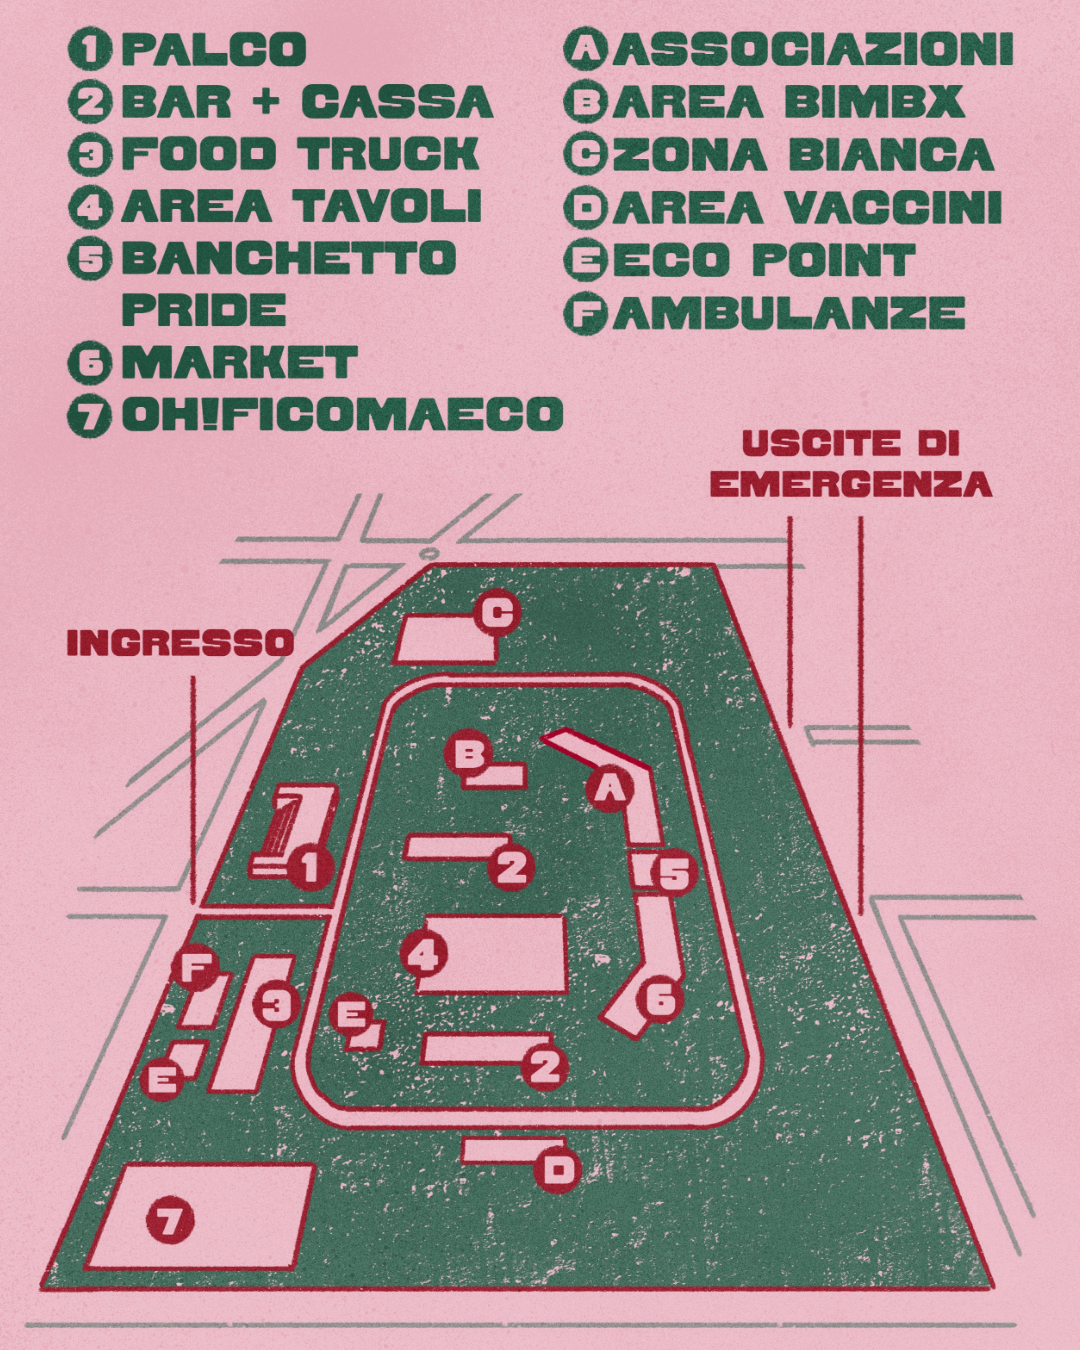 1 PALCO
2 BAR + CASSA
3 FOOD TRUCK
4 AREA TAVOLI
5 BANCHETTO
PRIDE
6 MARKET
7 OH!FICOMAECO
A ASSOCIAZIONI
B AREA BIMBX
C ZONA BIANCA
D AREA VACCINI
E ECO POINT
F AMBULANZE
USCITE DI
EMERGENZA
INGRESSO
C
B
A
1
2
5
4
F
3
E
6
E
2
D
7